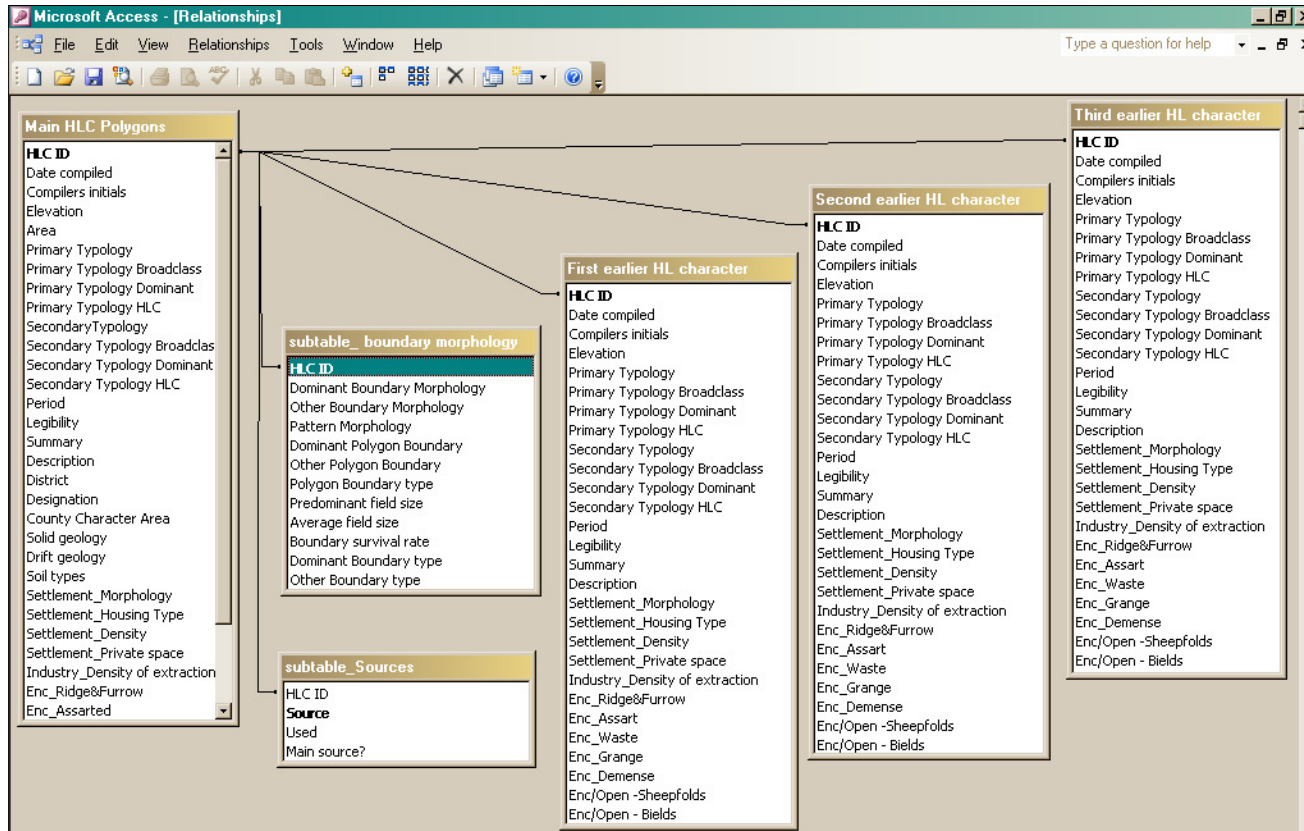 Microsoft Access - [Relationships]
File Edit View Relationships Tools Window Help
Type a question for help
Main HLC Polygons
HLC ID
Date compiled
Compilers initials
Elevation
Area
Primary Typology
Primary Typology Broadclass
Primary Typology Dominant
Primary Typology HLC
SecondaryTypology
Secondary Typology Broadclas
Secondary Typology Dominant
Secondary Typology HLC
Period
Legibility
Summary
Description
District
Designation
County Character Area
Solid geology
Drift geology
Soil types
Settlement_Morphology
Settlement_Housing Type
Settlement_Density
Settlement_Private space
Industry_Density of extraction
Enc_Ridge&Furrow
Enc_Assarted
subtable_ boundary morphology
HLC ID
Dominant Boundary Morphology
Other Boundary Morphology
Pattern Morphology
Dominant Polygon Boundary
Other Polygon Boundary
Polygon Boundary type
Predominant field size
Average field size
Boundary survival rate
Dominant Boundary type
Other Boundary type
subtable_Sources
HLC ID
Source
Used
Main source?
First earlier HL character
HLC ID
Date compiled
Compilers initials
Elevation
Primary Typology
Primary Typology Broadclass
Primary Typology Dominant
Primary Typology HLC
Secondary Typology
Secondary Typology Broadclass
Secondary Typology Dominant
Secondary Typology HLC
Period
Legibility
Summary
Description
Settlement_Morphology
Settlement_Housing Type
Settlement_Density
Settlement_Private space
Industry_Density of extraction
Enc_Ridge&Furrow
Enc_Assart
Enc_Waste
Enc_Grange
Enc_Demense
Enc/Open -Sheepfolds
Enc/Open - Bields
Second earlier HL character
HLC ID
Date compiled
Compilers initials
Elevation
Primary Typology
Primary Typology Broadclass
Primary Typology Dominant
Primary Typology HLC
Secondary Typology
Secondary Typology Broadclass
Secondary Typology Dominant
Secondary Typology HLC
Period
Legibility
Summary
Description
Settlement_Morphology
Settlement_Housing Type
Settlement_Density
Settlement_Private space
Industry_Density of extraction
Enc_Ridge&Furrow
Enc_Assart
Enc_Waste
Enc_Grange
Enc_Demense
Enc/Open -Sheepfolds
Enc/Open - Bields
Third earlier HL character
HLC ID
Date compiled
Compilers initials
Elevation
Primary Typology
Primary Typology Broadclass
Primary Typology Dominant
Primary Typology HLC
Secondary Typology
Secondary Typology Broadclass
Secondary Typology Dominant
Secondary Typology HLC
Period
Legibility
Summary
Description
Settlement_Morphology
Settlement_Housing Type
Settlement_Density
Settlement_Private space
Industry_Density of extraction
Enc_Ridge&Furrow
Enc_Assart
Enc_Waste
Enc_Grange
Enc_Demense
Enc/Open -Sheepfolds
Enc/Open - Bields